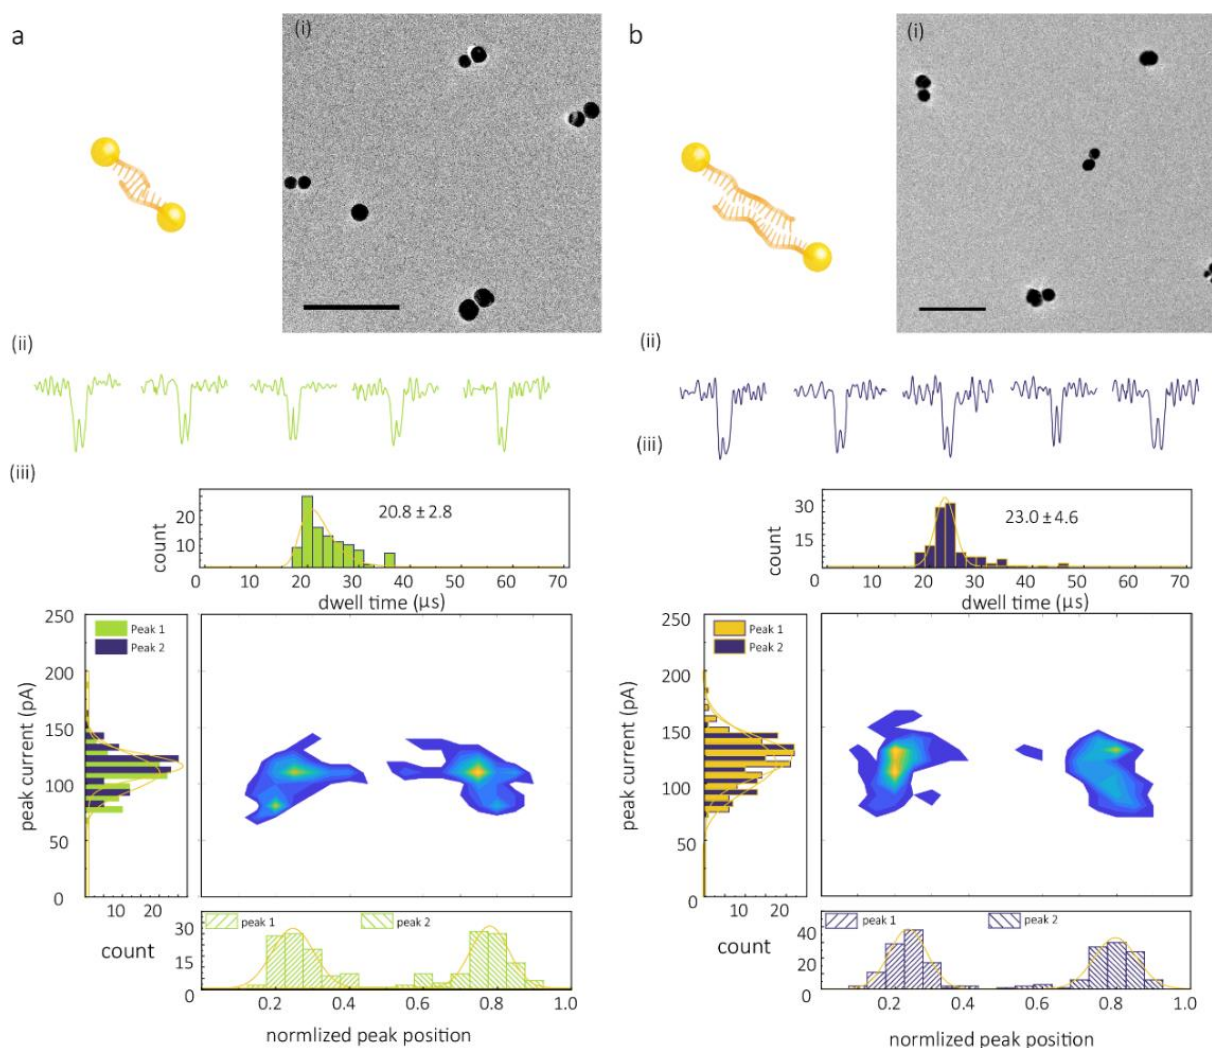 a
(i)
b
(i)
(ii)
(ii)
(iii)
(iii)
count
20
10
20.8 ± 2.8
0 10 20 30 40 50 60 70
dwell time (µs)
count
30
15
23.0 ± 4.6
0 10 20 30 40 50 60 70
dwell time (µs)
peak current (pA)
250
200
150
100
50
0
Peak 1
Peak 2
10 20
count
peak current (pA)
250
200
150
100
50
0
Peak 1
Peak 2
10 20
count
30
15
0
peak 1
peak 2
0.2 0.4 0.6 0.8 1.0
normlized peak position
40
20
0
peak 1
peak 2
0.2 0.4 0.6 0.8 1.0
normlized peak position